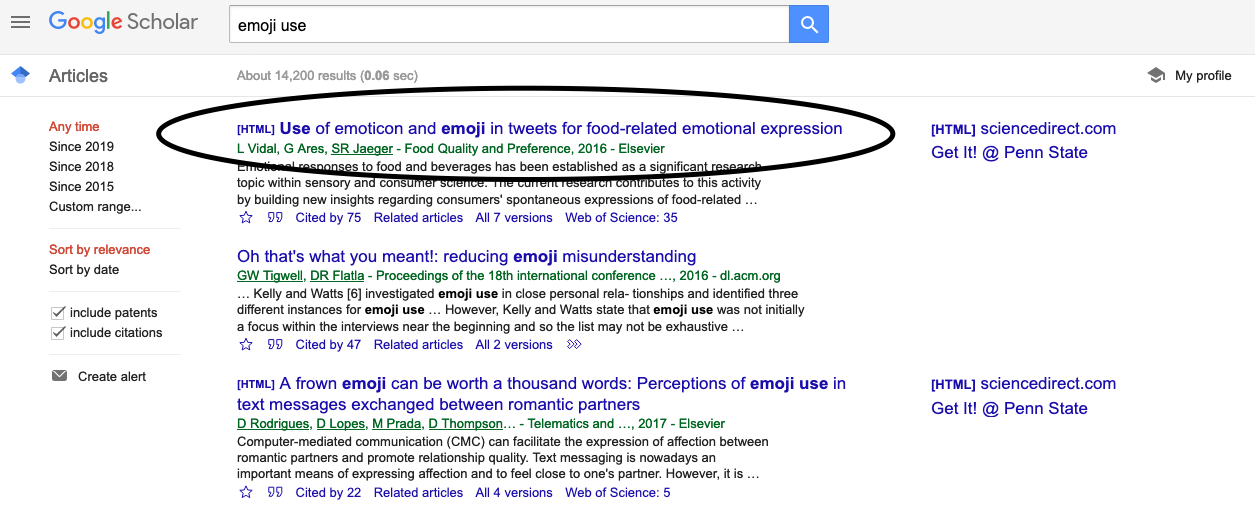 Google Scholar
emoji use
Articles
About 14,200 results (0.06 sec)
My profile
Any time
Since 2019
Since 2018
Since 2015
Custom range...
Sort by relevance
Sort by date
include patents
include citations
Create alert
[HTML] Use of emoticon and emoji in tweets for food-related emotional expression
L Vidal, G Ares, SR Jaeger - Food Quality and Preference, 2016 - Elsevier
Emotional responses to food and beverages has been established as a significant research
topic within sensory and consumer science. The current research contributes to this activity
by building new insights regarding consumers' spontaneous expressions of food-related …
Cited by 75 Related articles All 7 versions Web of Science: 35
[HTML] sciencedirect.com
Get It! @ Penn State
Oh that's what you meant!: reducing emoji misunderstanding
GW Tigwell, DR Flatla - Proceedings of the 18th international conference …, 2016 - dl.acm.org
… Kelly and Watts [6] investigated emoji use in close personal rela- tionships and identified three
different instances for emoji use … However, Kelly and Watts state that emoji use was not initially
a focus within the interviews near the beginning and so the list may not be exhaustive …
Cited by 47 Related articles All 2 versions
[HTML] A frown emoji can be worth a thousand words: Perceptions of emoji use in
text messages exchanged between romantic partners
D Rodrigues, D Lopes, M Prada, D Thompson… - Telematics and …, 2017 - Elsevier
Computer-mediated communication (CMC) can facilitate the expression of affection between
romantic partners and promote relationship quality. Text messaging is nowadays an
important means of expressing affection and to feel close to one's partner. However, it is …
Cited by 22 Related articles All 4 versions Web of Science: 5
[HTML] sciencedirect.com
Get It! @ Penn State